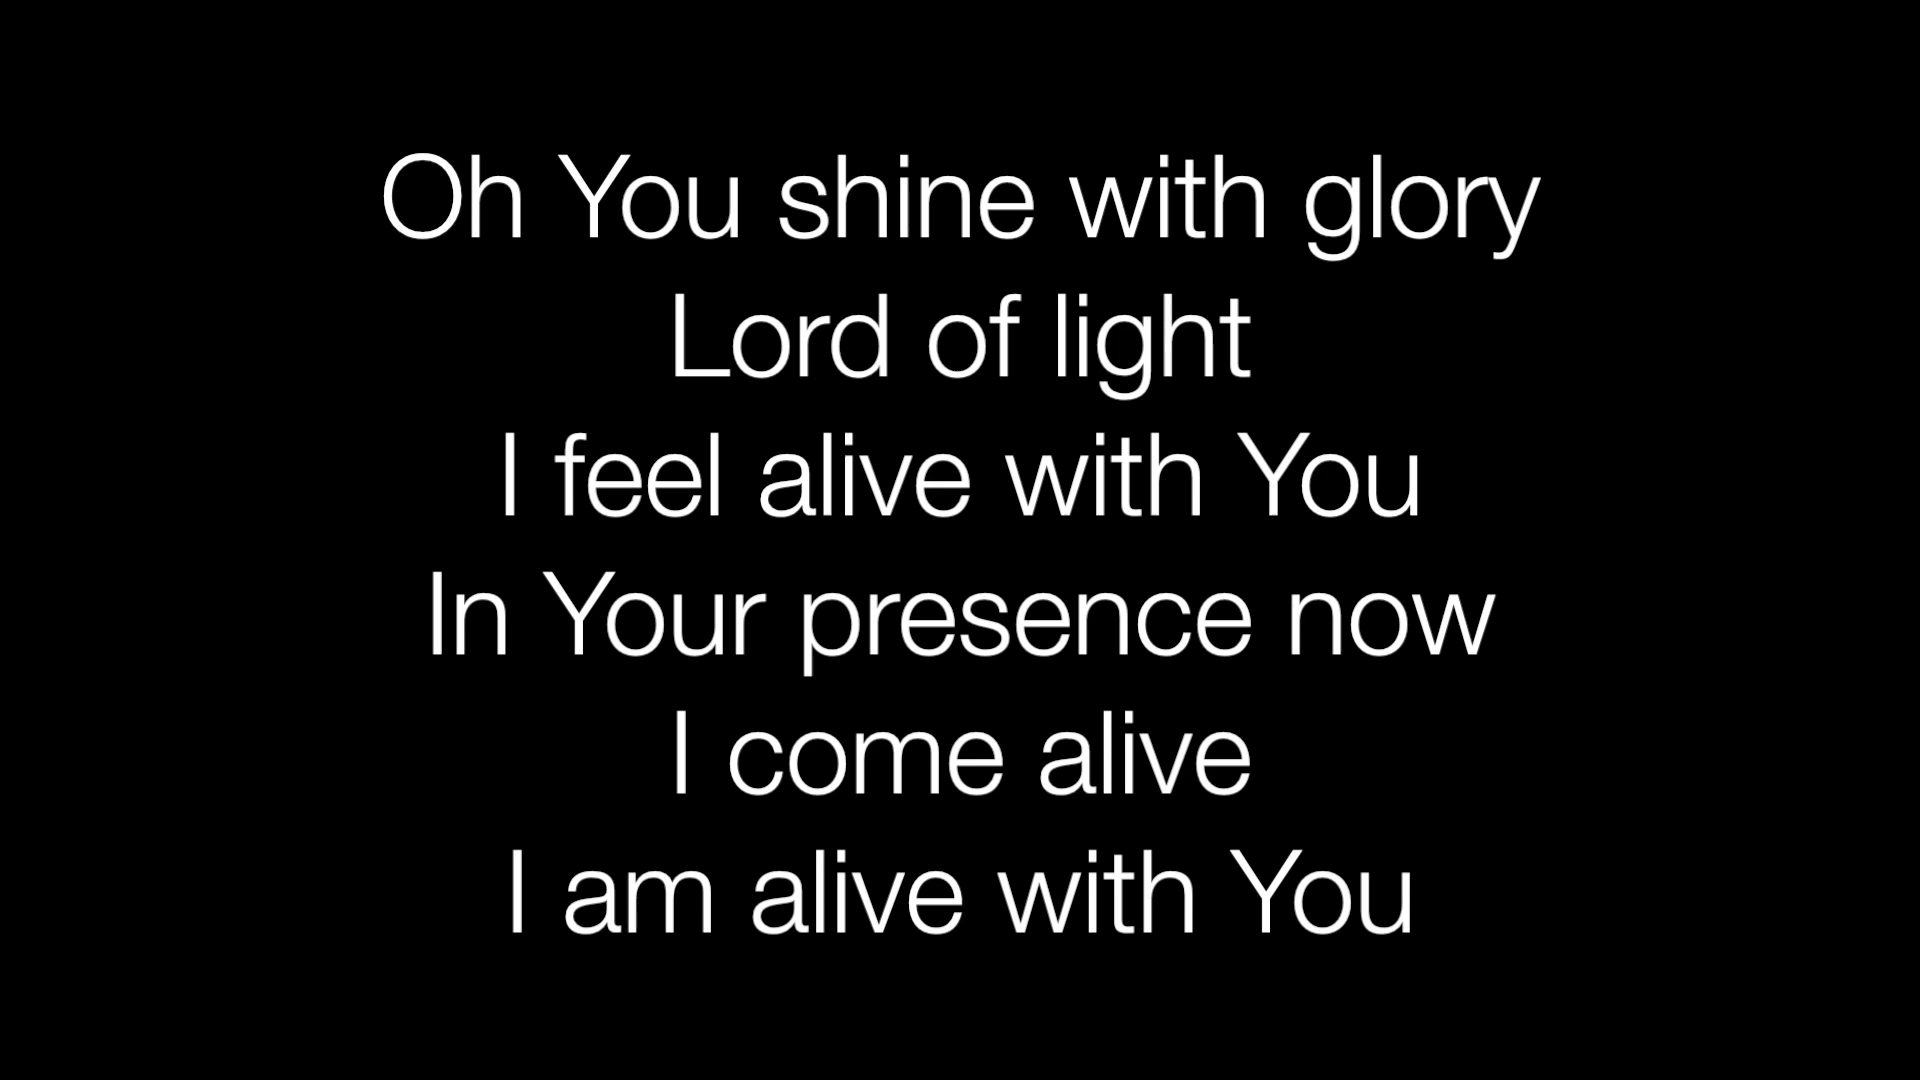 Oh You shine with glory
Lord of light
I feel alive with You
In Your presence now
I come alive
I am alive with You